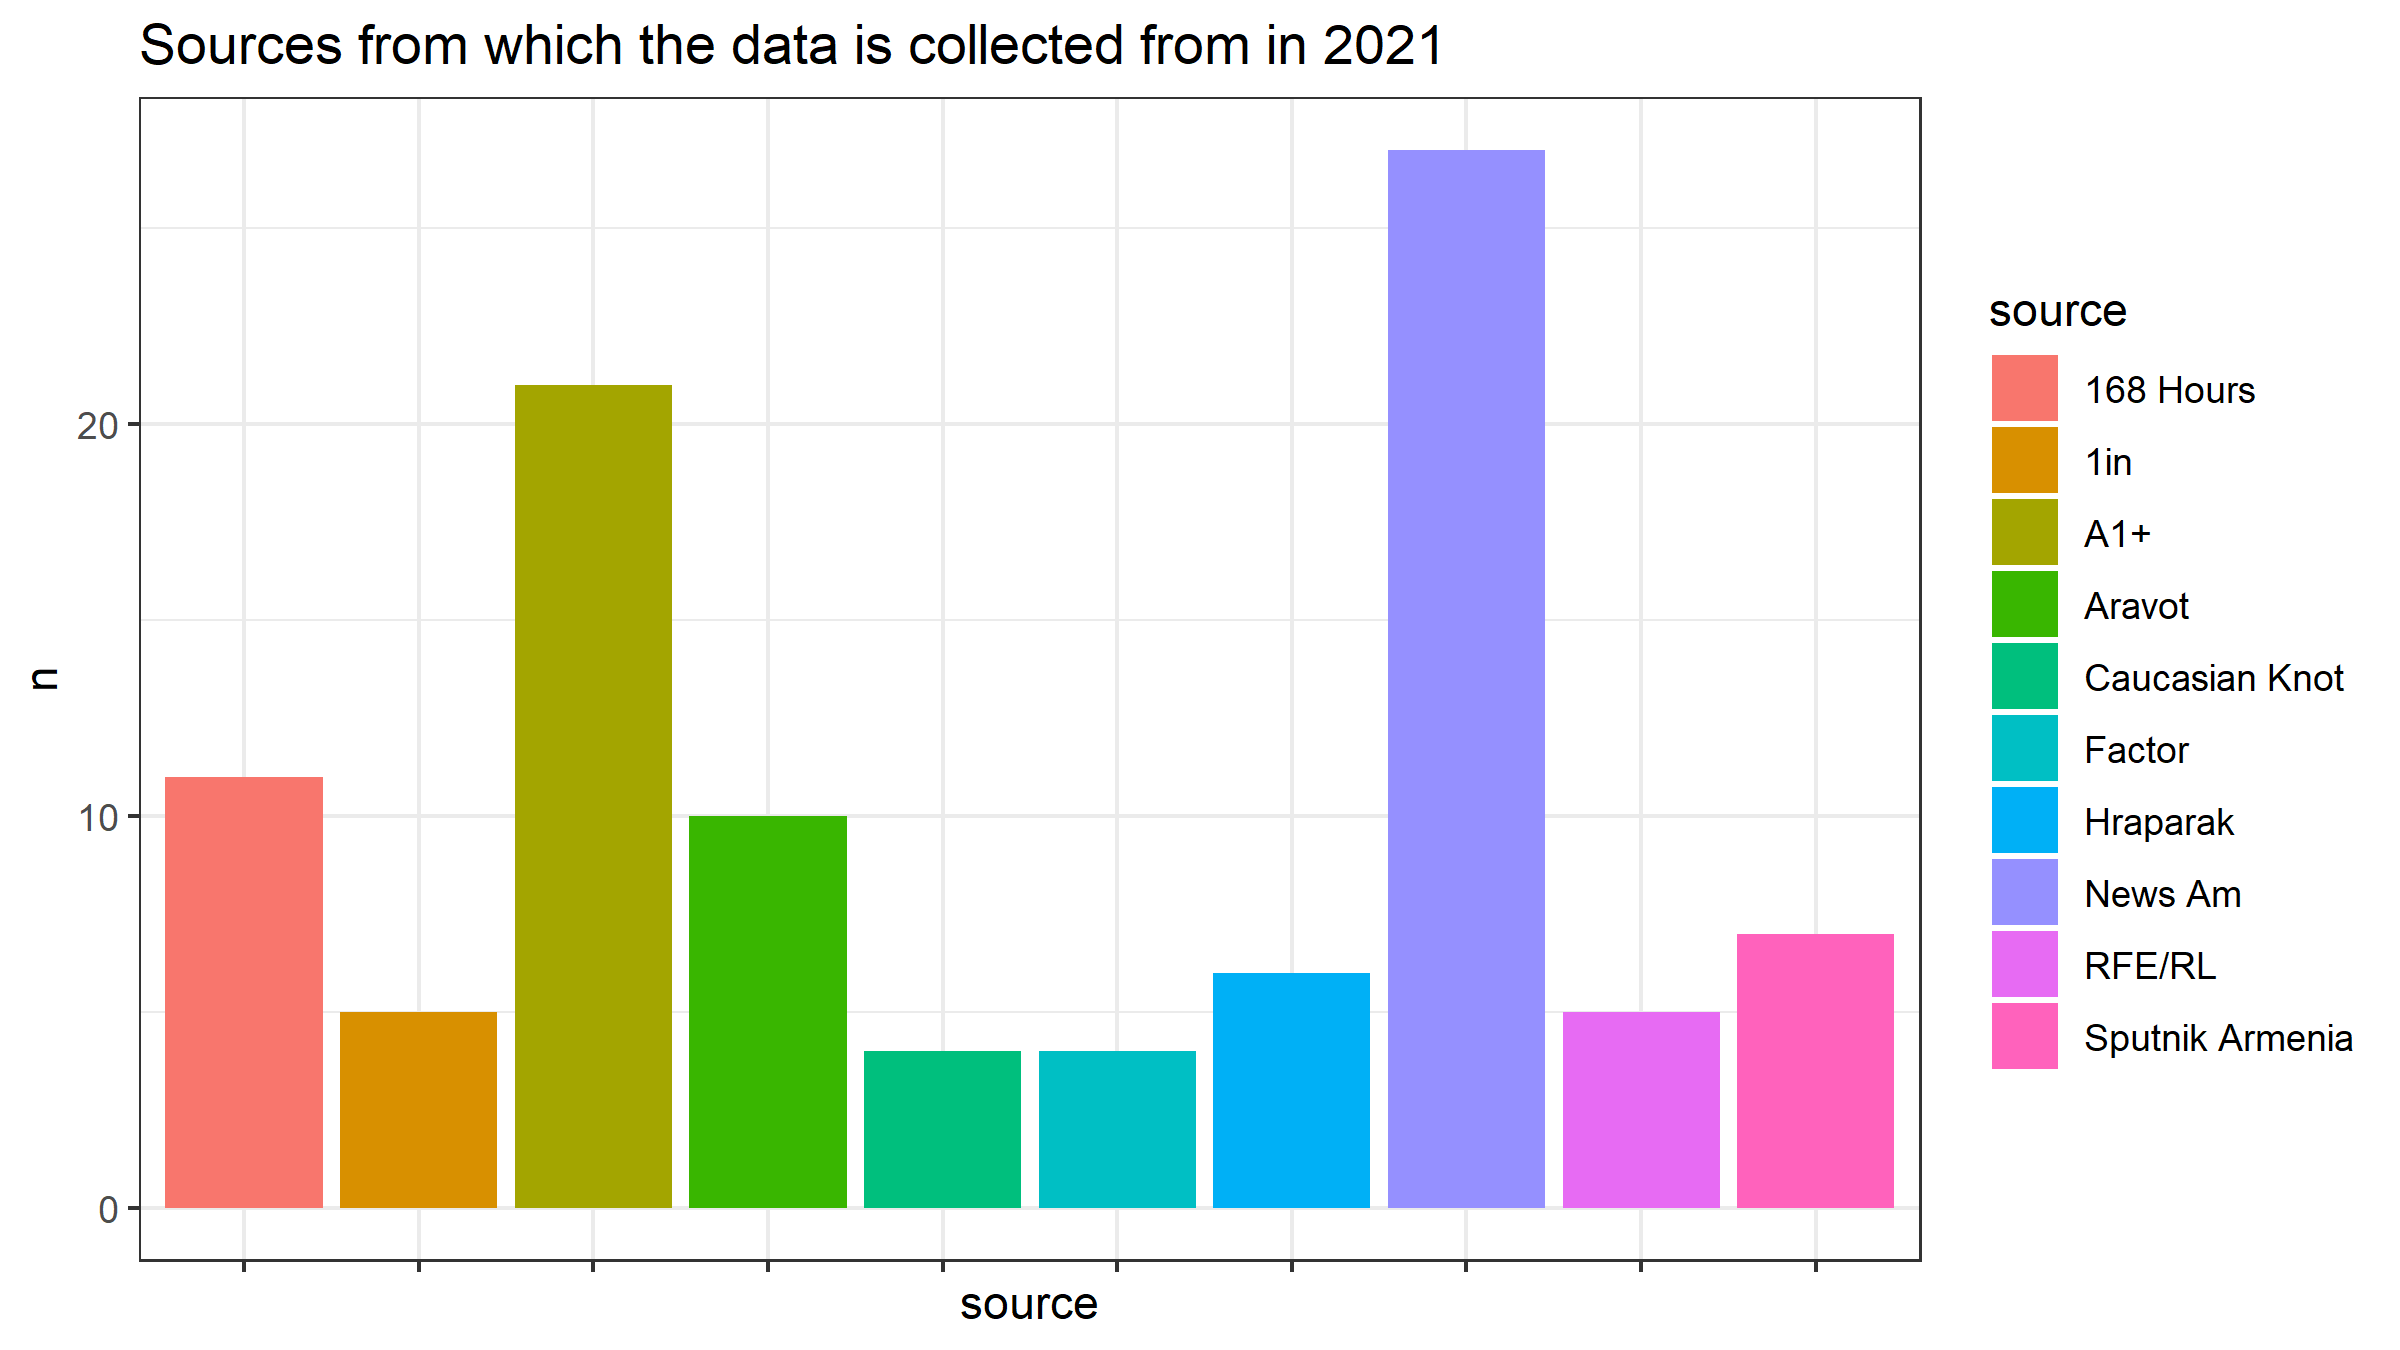 Sources from which the data is collected from in 2021
n
20
10
0
source
source
168 Hours
1in
A1+
Aravot
Caucasian Knot
Factor
Hraparak
News Am
RFE/RL
Sputnik Armenia